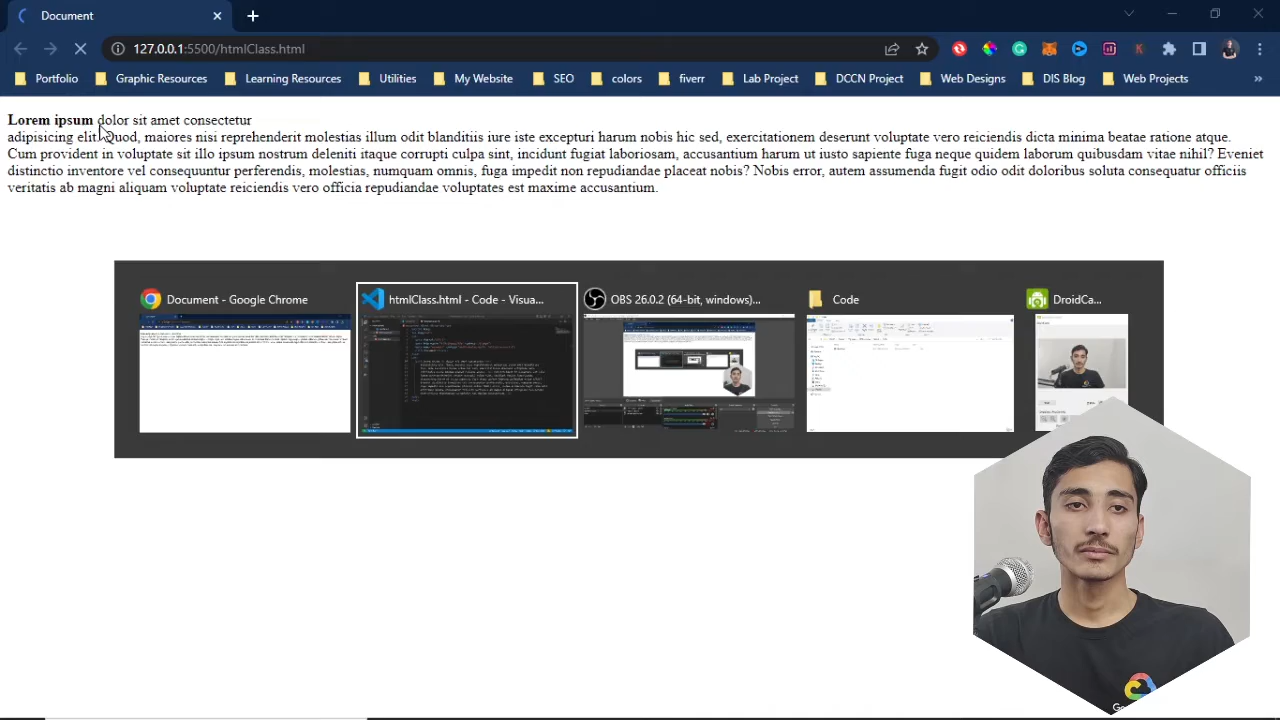 Document
127.0.0.1:5500/htmlClass.html
Portfolio Graphic Resources Learning Resources Utilities My Website SEO colors fiverr Lab Project DCCN Project Web Designs DIS Blog Web Projects »
Lorem ipsum dolor sit amet consectetur
adipisicing elit. Quod, maiores nisi reprehenderit molestias illum odit blanditiis iure iste excepturi harum nobis hic sed, exercitationem deserunt voluptate vero reiciendis dicta minima beatae ratione atque.
Cum provident in voluptate sit illo ipsum nostrum deleniti itaque corrupti culpa sint, incidunt fugiat laboriosam, accusantium harum ut iusto sapiente fuga neque quidem laborum quibusdam vitae nihil? Eveniet
distinctio inventore vel consequuntur perferendis, molestias, numquam omnis, fuga impedit non repudiandae placeat nobis? Nobis error, autem assumenda fugit odio odit doloribus soluta consequatur officiis
veritatis ab magni aliquam voluptate reiciendis vero officia repudiandae voluptates est maxime accusantium.
Document - Google Chrome
htmlClass.html - Code - Visua...
OBS 26.0.2 (64-bit, windows)...
Code
DroidCa...